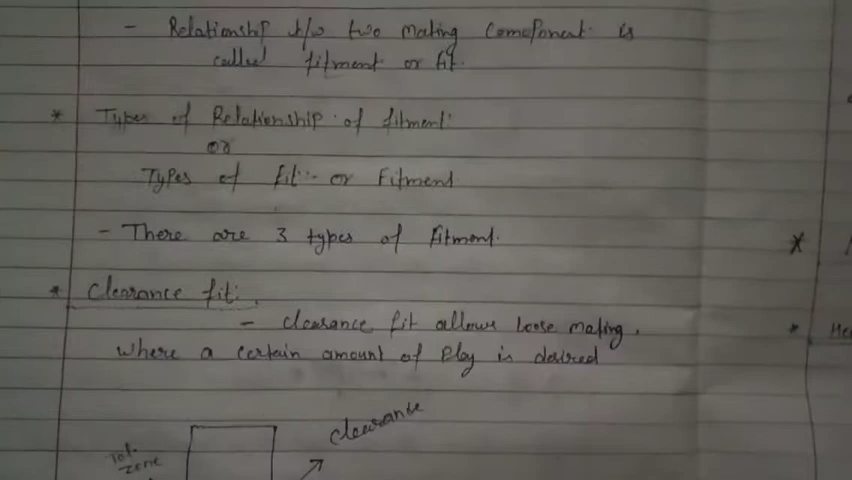 - Relationship b/w two mating component is
called fitment or fit.
* Types of Relationship of fitment:
or
Types of fit:- or Fitment
- There are 3 types of fitment.
* Clearance fit:
- clearance fit allows loose mating,
where a certain amount of Play is desired
clearance
Tol.
zone
*
* Hea